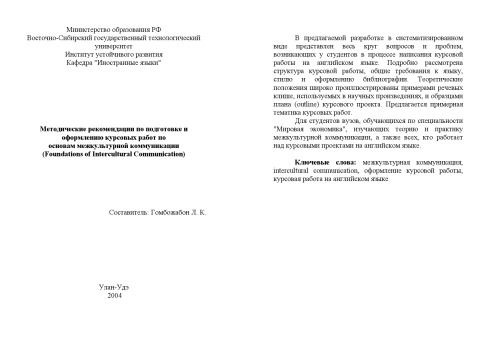 Министерство образования РФ
Восточно-Сибирский государственный технологический
университет
Институт устойчивого развития
Кафедра "Иностранные языки"
Методические рекомендации по подготовке и
оформлению курсовых работ по
основам межкультурной коммуникации
(Foundations of Intercultural Communication)
Составитель: Гомбожабон Л. К.
Улан-Удэ
2004
В предлагаемой разработке в систематизированном
виде представлен весь круг вопросов и проблем,
возникающих у студентов в процессе написания курсовой
работы на английском языке. Подробно рассмотрена
структура курсовой работы, общие требования к языку,
стилю и оформлению библиографии. Теоретические
положения широко проиллюстрированы примерами речевых
клише, используемых в научных произведениях, и образцами
плана (outline) курсового проекта. Предлагается примерная
тематика курсовых работ.
Для студентов вузов, обучающихся по специальности
"Мировая экономика", изучающих теорию и практику
межкультурной коммуникации, а также всех, кто работает
над курсовыми проектами на английском языке.
Ключевые слова: межкультурная коммуникация,
intercultural communication, оформление курсовой работы,
курсовая работа на английском языке